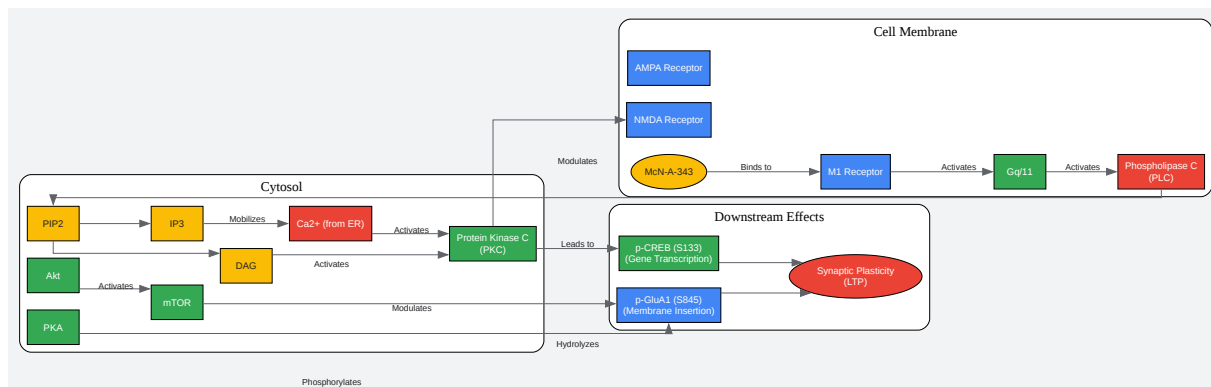 Cell Membrane
AMPA Receptor
NMDA Receptor
Modulates
McN-A-343
Binds to
M1 Receptor
Activates
Gq/11
Activates
Phospholipase C
(PLC)
Cytosol
PIP2
IP3
Mobilizes
Ca2+ (from ER)
Activates
Protein Kinase C
(PKC)
DAG
Activates
Akt
Activates
mTOR
Modulates
PKA
Hydrolyzes
Leads to
Downstream Effects
p-CREB (S133)
(Gene Transcription)
Synaptic Plasticity
(LTP)
p-GluA1 (S845)
(Membrane Insertion)
Phosphorylates